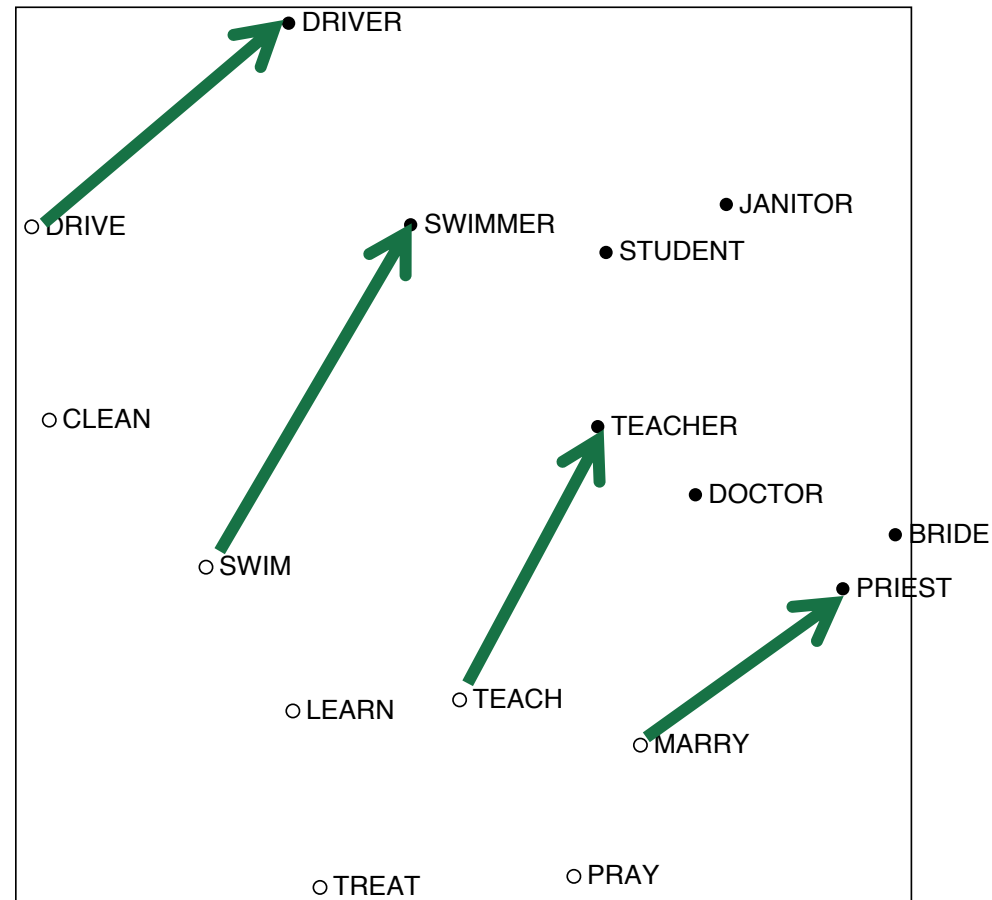 DRIVER
JANITOR
DRIVE
SWIMMER
STUDENT
CLEAN
TEACHER
DOCTOR
BRIDE
SWIM
PRIEST
LEARN
TEACH
MARRY
TREAT
PRAY